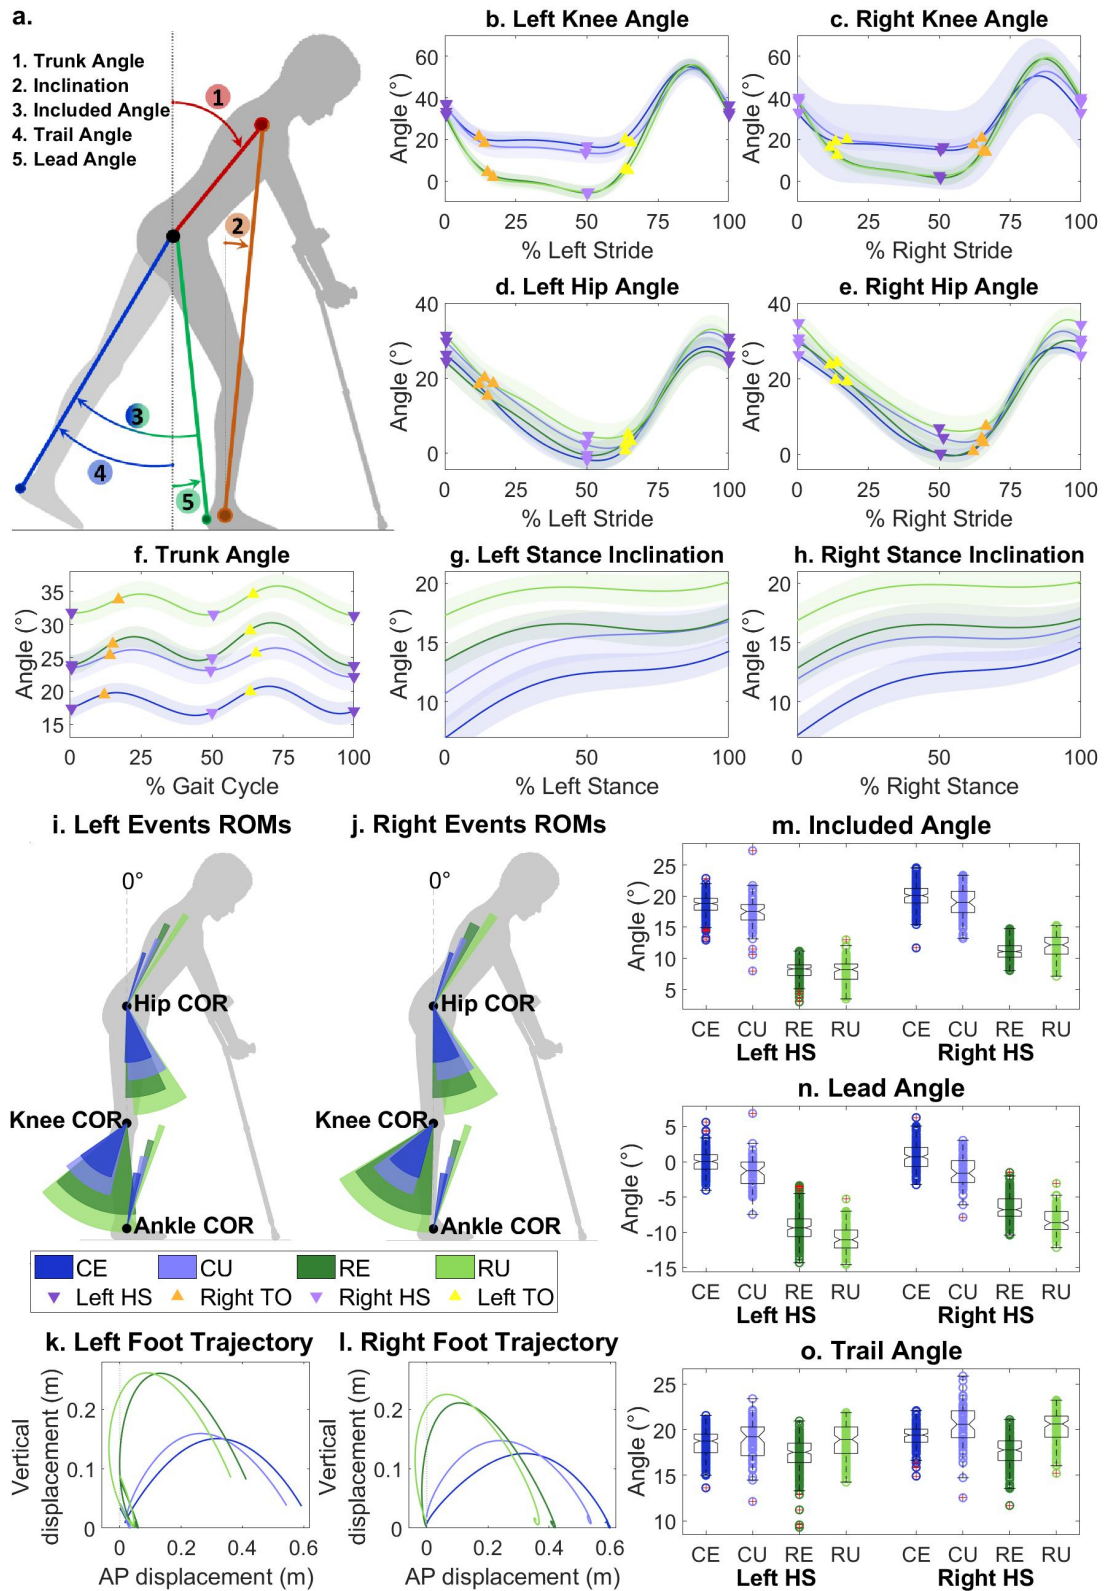 a.
1. Trunk Angle
2. Inclination
3. Included Angle
4. Trail Angle
5. Lead Angle
1
2
3
4
5
b. Left Knee Angle
Angle (°)
60
40
20
0
0 25 50 75 100
% Left Stride
c. Right Knee Angle
Angle (°)
60
40
20
0
0 25 50 75 100
% Right Stride
d. Left Hip Angle
Angle (°)
40
20
0
0 25 50 75 100
% Left Stride
e. Right Hip Angle
Angle (°)
40
20
0
0 25 50 75 100
% Right Stride
f. Trunk Angle
Angle (°)
35
30
25
20
15
0 25 50 75 100
% Gait Cycle
g. Left Stance Inclination
Angle (°)
20
15
10
0 50 100
% Left Stance
h. Right Stance Inclination
Angle (°)
20
15
10
0 50 100
% Right Stance
i. Left Events ROMs
0°
Hip COR
Knee COR
Ankle COR
j. Right Events ROMs
0°
Hip COR
Knee COR
Ankle COR
CE CU RE RU
Left HS Right TO Right HS Left TO
k. Left Foot Trajectory
Vertical
displacement (m)
0.2
0.1
0
0 0.2 0.4 0.6
AP displacement (m)
l. Right Foot Trajectory
Vertical
displacement (m)
0.2
0.1
0
0 0.2 0.4 0.6
AP displacement (m)
m. Included Angle
Angle (°)
25
20
15
10
5
CE CU RE RU CE CU RE RU
Left HS Right HS
n. Lead Angle
Angle (°)
5
0
-5
-10
-15
CE CU RE RU CE CU RE RU
Left HS Right HS
o. Trail Angle
Angle (°)
25
20
15
10
CE CU RE RU CE CU RE RU
Left HS Right HS